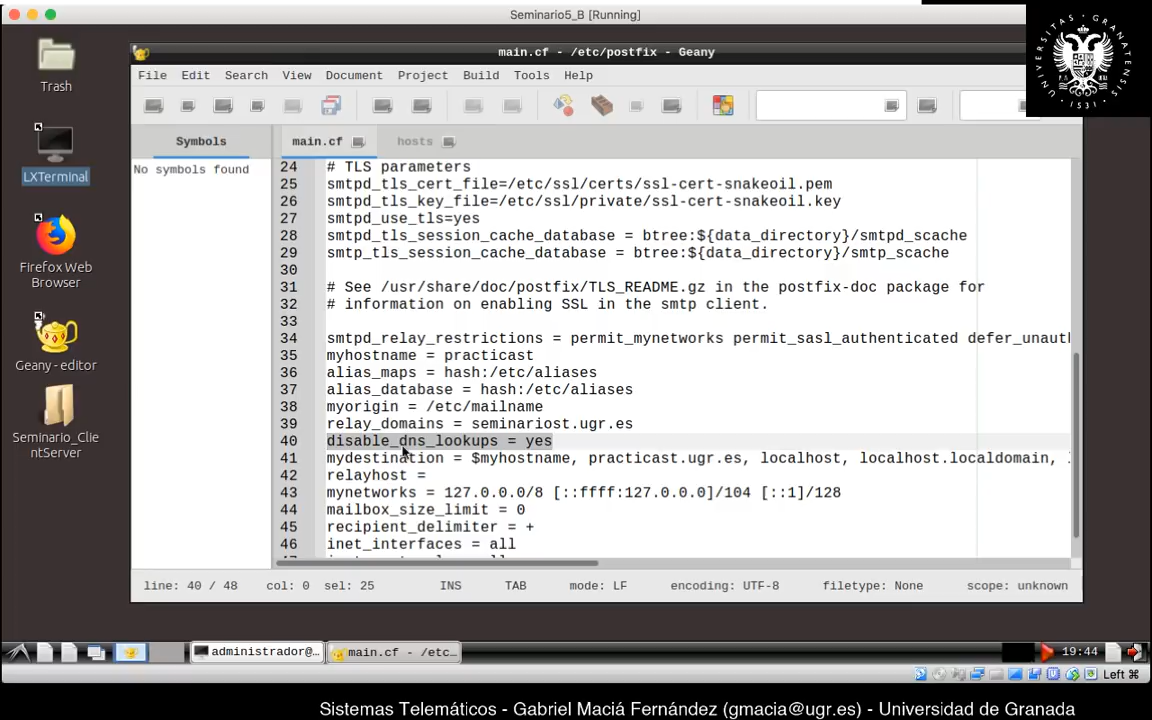 Seminario5_B [Running]
UNIVERSITAS GRANATENSIS
1531
Trash
LXTerminal
Firefox Web
Browser
Geany - editor
Seminario_Clie
ntServer
main.cf - /etc/postfix - Geany
File Edit Search View Document Project Build Tools Help
Symbols
No symbols found
main.cf hosts
24 # TLS parameters
25 smtpd_tls_cert_file=/etc/ssl/certs/ssl-cert-snakeoil.pem
26 smtpd_tls_key_file=/etc/ssl/private/ssl-cert-snakeoil.key
27 smtpd_use_tls=yes
28 smtpd_tls_session_cache_database = btree:${data_directory}/smtpd_scache
29 smtp_tls_session_cache_database = btree:${data_directory}/smtp_scache
30
31 # See /usr/share/doc/postfix/TLS_README.gz in the postfix-doc package for
32 # information on enabling SSL in the smtp client.
33
34 smtpd_relay_restrictions = permit_mynetworks permit_sasl_authenticated defer_unauth
35 myhostname = practicast
36 alias_maps = hash:/etc/aliases
37 alias_database = hash:/etc/aliases
38 myorigin = /etc/mailname
39 relay_domains = seminariost.ugr.es
40 disable_dns_lookups = yes
41 mydestination = $myhostname, practicast.ugr.es, localhost, localhost.localdomain,
42 relayhost =
43 mynetworks = 127.0.0.0/8 [::ffff:127.0.0.0]/104 [::1]/128
44 mailbox_size_limit = 0
45 recipient_delimiter = +
46 inet_interfaces = all
line: 40 / 48 col: 0 sel: 25 INS TAB mode: LF encoding: UTF-8 filetype: None scope: unknown
administrador@... main.cf - /etc... 19:44
Left ⌘
Sistemas Telemáticos - Gabriel Maciá Fernández (gmacia@ugr.es) - Universidad de Granada